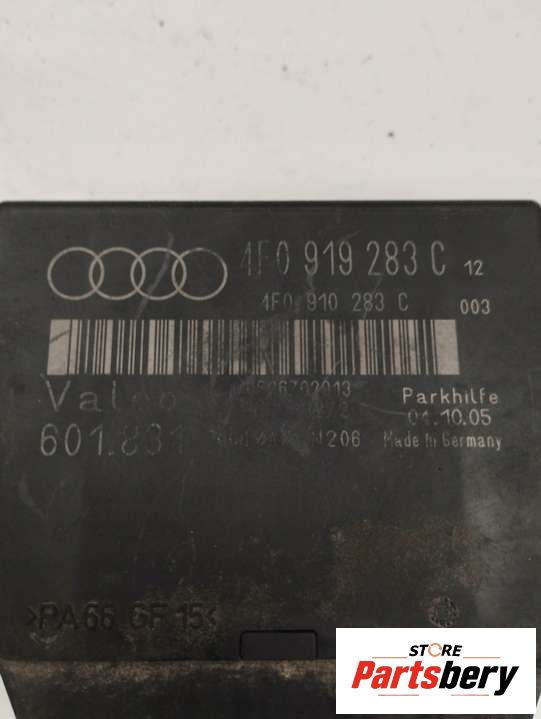 4F0 919 283 C 12
4F0 910 283 C 003
Parkhilfe
04.10.05
601.831 Made in Germany
>PA66 GF15<
STORE
Partsbery